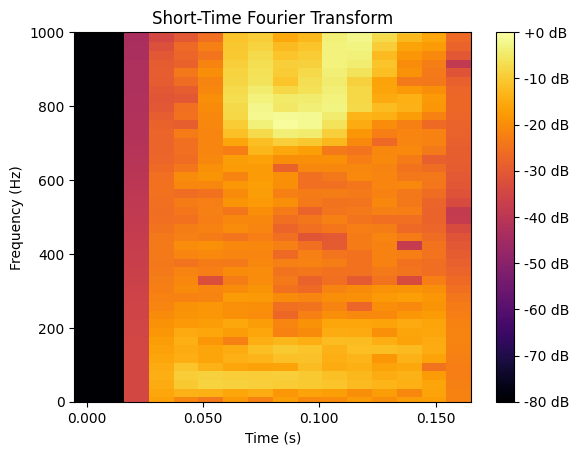 Short-Time Fourier Transform
Frequency (Hz)
1000
800
600
400
200
0
0.000
0.050
0.100
0.150
Time (s)
+0 dB
-10 dB
-20 dB
-30 dB
-40 dB
-50 dB
-60 dB
-70 dB
-80 dB